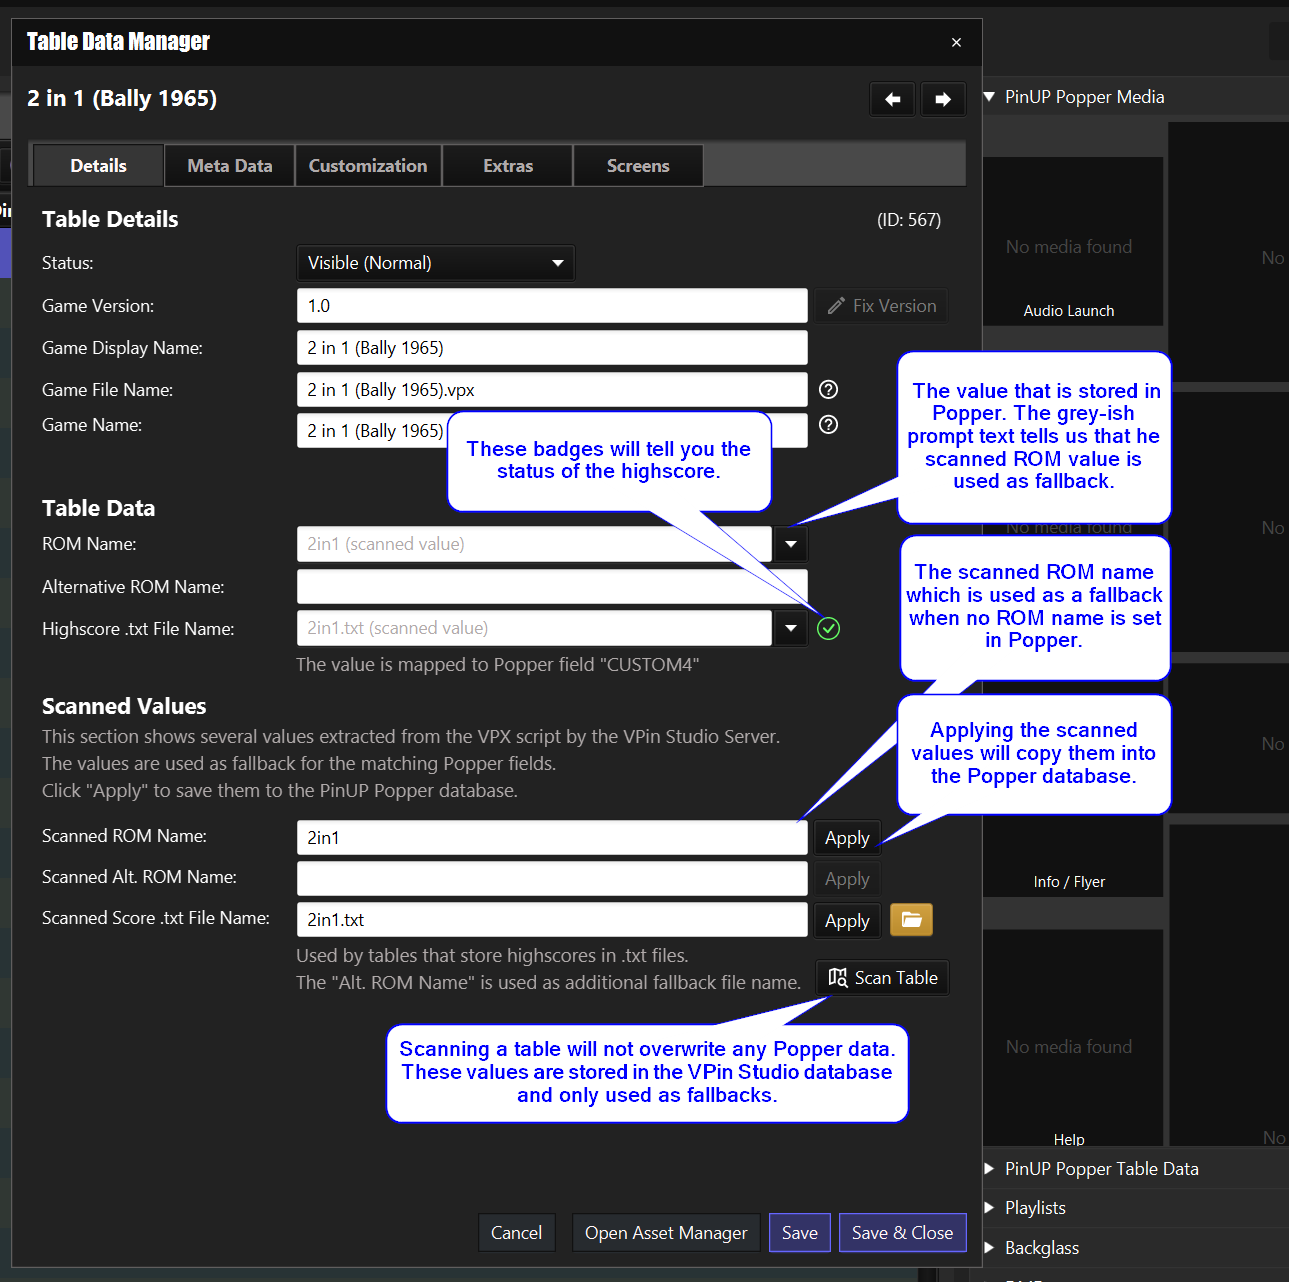 Table Data Manager
2 in 1 (Bally 1965)
PinUP Popper Media
Details
Meta Data
Customization
Extras
Screens
Table Details
(ID: 567)
Status:
Visible (Normal)
Game Version:
1.0
Fix Version
Game Display Name:
2 in 1 (Bally 1965)
Game File Name:
2 in 1 (Bally 1965).vpx
Game Name:
2 in 1 (Bally 1965)
These badges will tell you the
status of the highscore.
Table Data
ROM Name:
2in1 (scanned value)
Alternative ROM Name:
Highscore .txt File Name:
2in1.txt (scanned value)
The value is mapped to Popper field "CUSTOM4"
Scanned Values
This section shows several values extracted from the VPX script by the VPin Studio Server.
The values are used as fallback for the matching Popper fields.
Click "Apply" to save them to the PinUP Popper database.
Scanned ROM Name:
2in1
Apply
Scanned Alt. ROM Name:
Apply
Scanned Score .txt File Name:
2in1.txt
Apply
Used by tables that store highscores in .txt files.
The "Alt. ROM Name" is used as additional fallback file name.
Scan Table
Scanning a table will not overwrite any Popper data.
These values are stored in the VPin Studio database
and only used as fallbacks.
Cancel
Open Asset Manager
Save
Save & Close
No media found
No
Audio Launch
The value that is stored in
Popper. The grey-ish
prompt text tells us that he
scanned ROM value is
used as fallback.
No media found
No
The scanned ROM name
which is used as a fallback
when no ROM name is set
in Popper.
Applying the scanned
values will copy them into
the Popper database.
No
Info / Flyer
No media found
Help
No
PinUP Popper Table Data
Playlists
Backglass